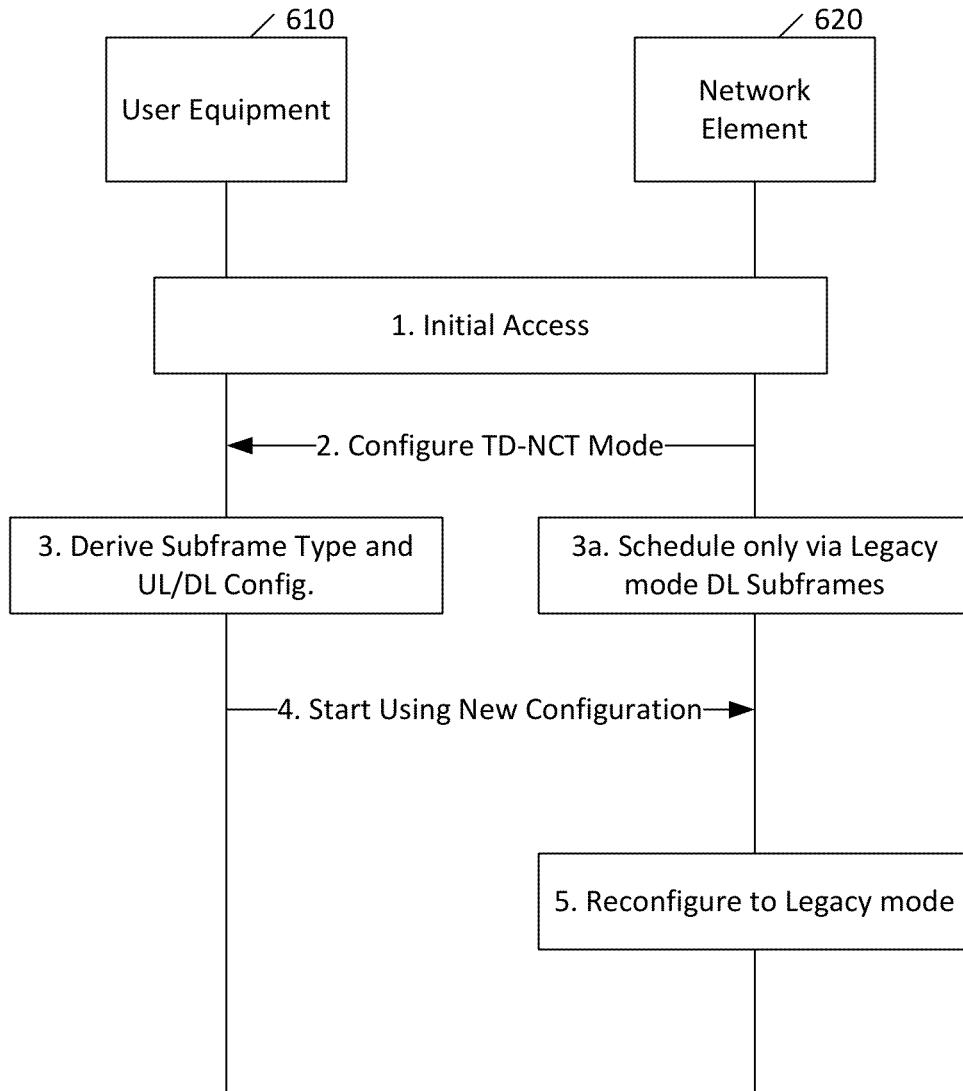 610
620
User Equipment
Network
Element
1. Initial Access
2. Configure TD-NCT Mode
3. Derive Subframe Type and
UL/DL Config.
3a. Schedule only via Legacy
mode DL Subframes
4. Start Using New Configuration
5. Reconfigure to Legacy mode